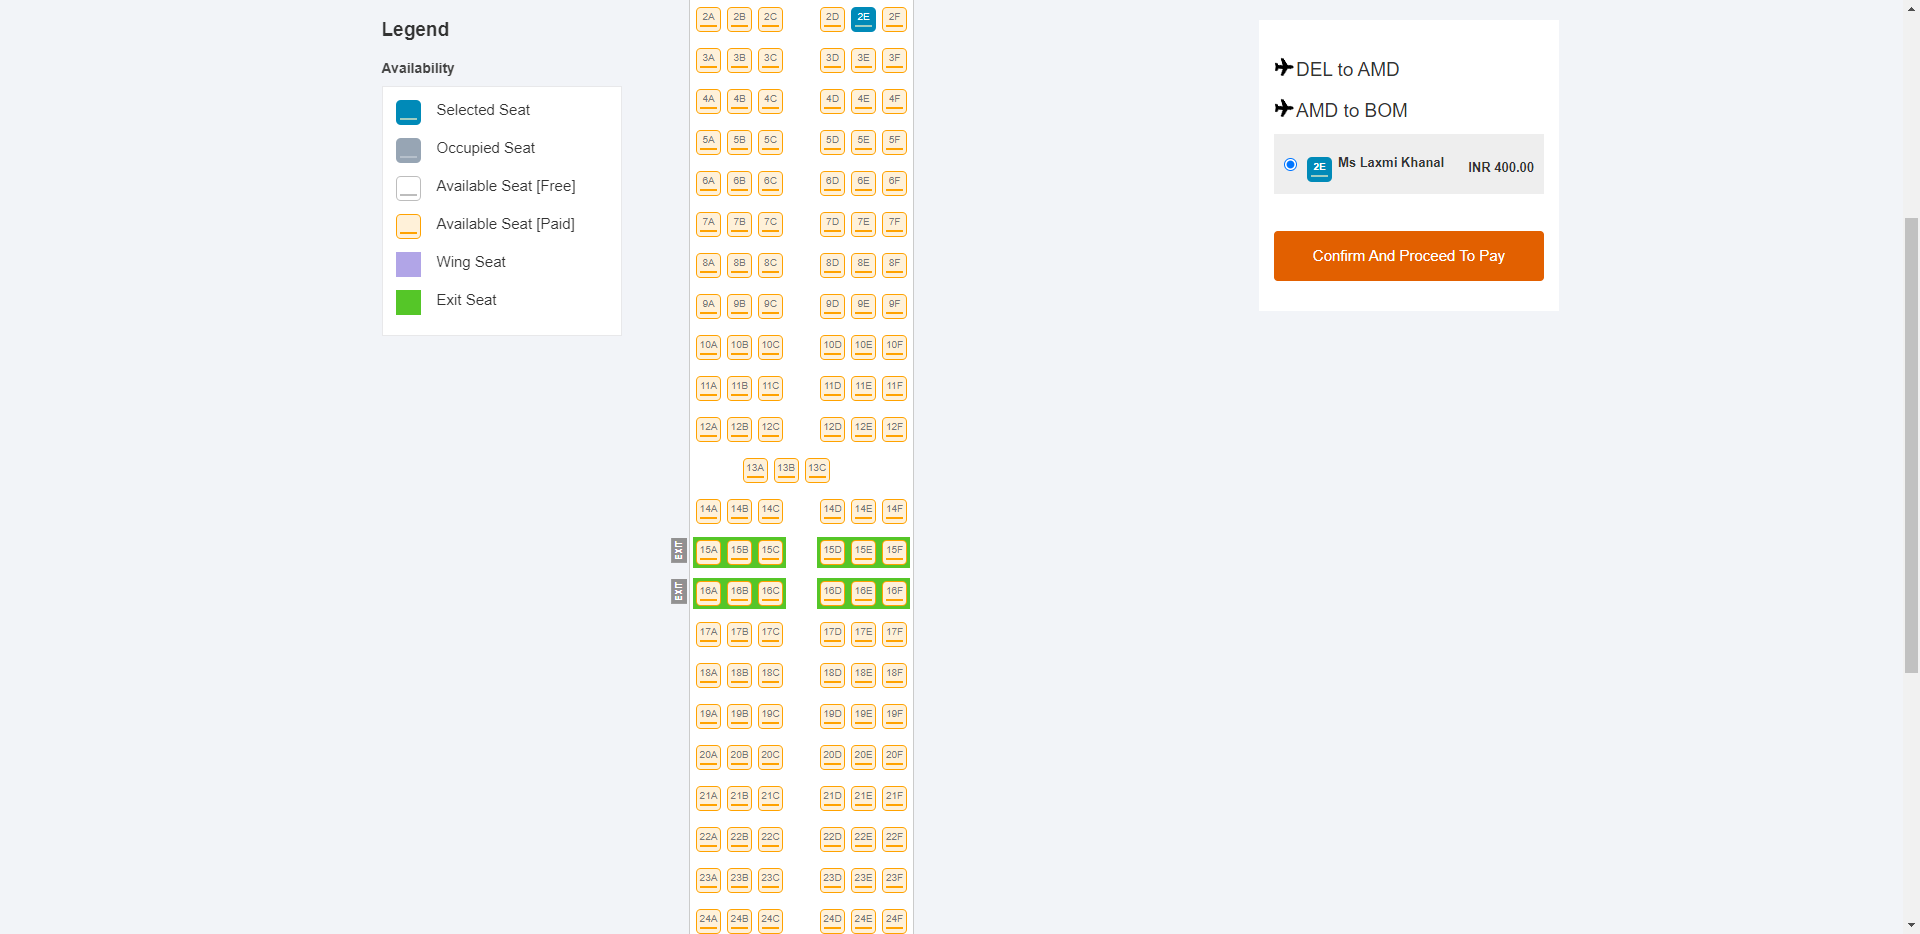 Legend
Availability
Selected Seat
Occupied Seat
Available Seat [Free]
Available Seat [Paid]
Wing Seat
Exit Seat
2A 2B 2C 2D 2E 2F
3A 3B 3C 3D 3E 3F
4A 4B 4C 4D 4E 4F
5A 5B 5C 5D 5E 5F
6A 6B 6C 6D 6E 6F
7A 7B 7C 7D 7E 7F
8A 8B 8C 8D 8E 8F
9A 9B 9C 9D 9E 9F
10A 10B 10C 10D 10E 10F
11A 11B 11C 11D 11E 11F
12A 12B 12C 12D 12E 12F
13A 13B 13C
14A 14B 14C 14D 14E 14F
EXIT 15A 15B 15C 15D 15E 15F
EXIT 16A 16B 16C 16D 16E 16F
17A 17B 17C 17D 17E 17F
18A 18B 18C 18D 18E 18F
19A 19B 19C 19D 19E 19F
20A 20B 20C 20D 20E 20F
21A 21B 21C 21D 21E 21F
22A 22B 22C 22D 22E 22F
23A 23B 23C 23D 23E 23F
24A 24B 24C 24D 24E 24F
DEL to AMD
AMD to BOM
2E Ms Laxmi Khanal INR 400.00
Confirm And Proceed To Pay